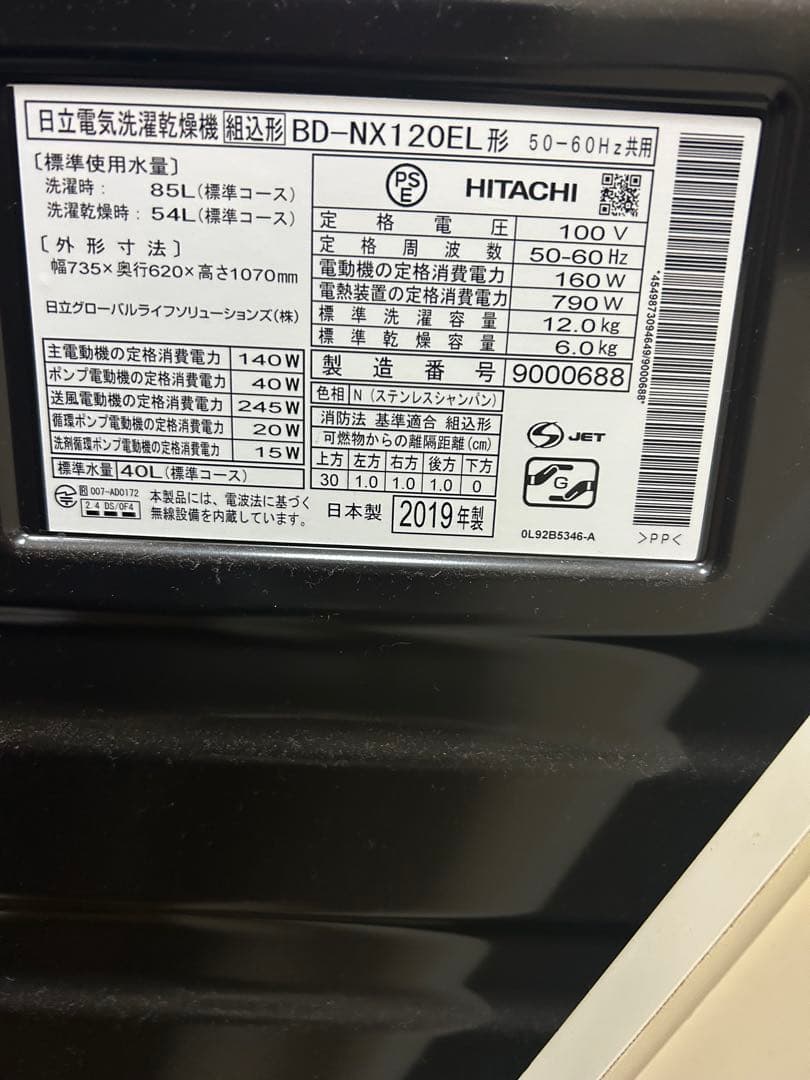 日立電気洗濯乾燥機 組込形 BD-NX120EL形 50-60Hz共用
〔標準使用水量〕
洗濯時： 85L(標準コース)
洗濯乾燥時：54L(標準コース)
〔外形寸法〕
幅735×奥行620×高さ1070mm
日立グローバルライフソリューションズ(株)
主電動機の定格消費電力 140W
ポンプ電動機の定格消費電力 40W
送風電動機の定格消費電力 245W
循環ポンプ電動機の定格消費電力 20W
洗剤循環ポンプ電動機の定格消費電力 15W
標準水量 40L(標準コース)
R 007-AD0172
2.4 DS/OF4
本製品には、電波法に基づく
無線設備を内蔵しています。
PSE HITACHI
定格電圧 100V
定格周波数 50-60Hz
電動機の定格消費電力 160W
電熱装置の定格消費電力 790W
標準洗濯容量 12.0kg
標準乾燥容量 6.0kg
製造番号 9000688
色相 N（ステンレスシャンパン）
消防法 基準適合 組込形
可燃物からの離隔距離(cm)
上方 左方 右方 後方 下方
30 1.0 1.0 1.0 0
日本製 2019年製
S JET
G
0L92B5346-A
*4549873094649/9000688*
>PP<